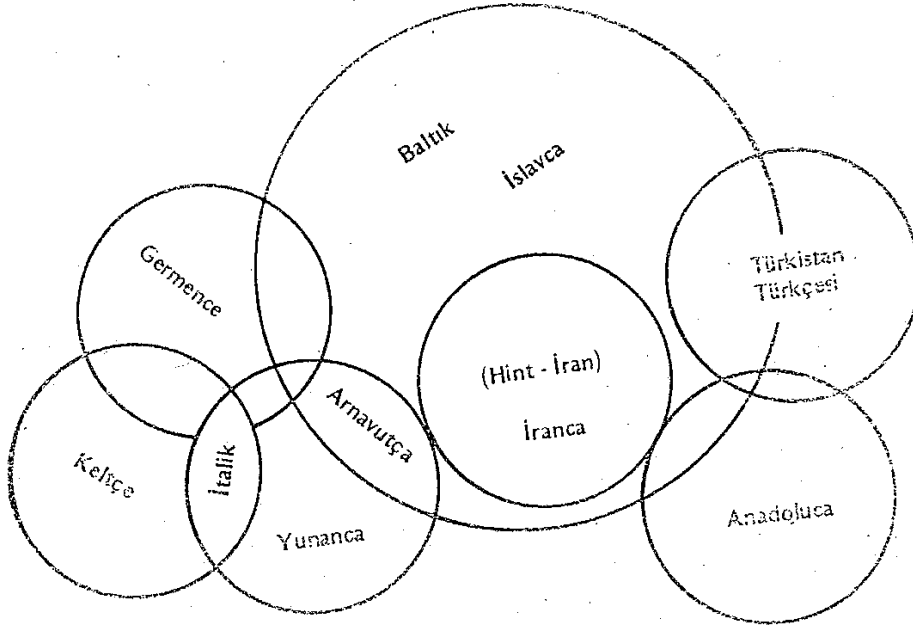 Baltık
İslavca
Germence
Türkistan
Türkçesi
(Hint - İran)
İranca
Arnavutça
İtalik
Keltçe
Yunanca
Anadoluca